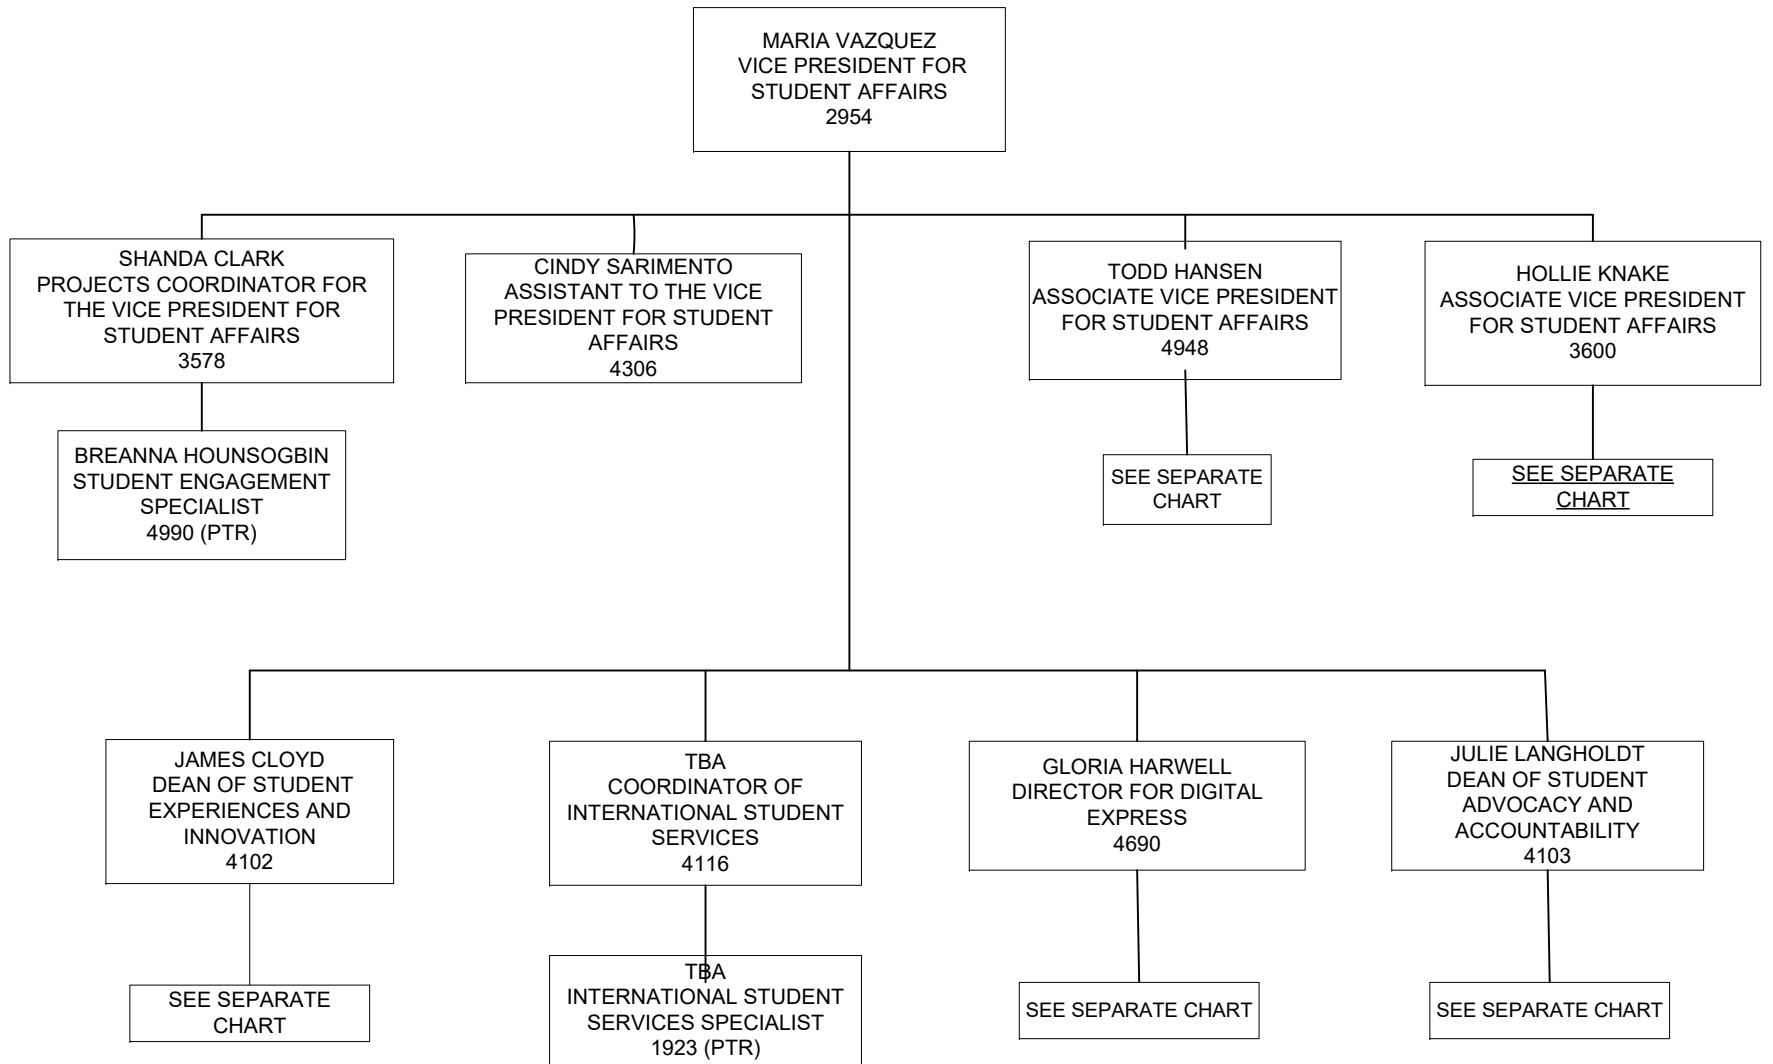 MARIA VAZQUEZ
VICE PRESIDENT FOR
STUDENT AFFAIRS
2954
SHANDA CLARK
PROJECTS COORDINATOR FOR
THE VICE PRESIDENT FOR
STUDENT AFFAIRS
3578
CINDY SARIMENTO
ASSISTANT TO THE VICE
PRESIDENT FOR STUDENT
AFFAIRS
4306
TODD HANSEN
ASSOCIATE VICE PRESIDENT
FOR STUDENT AFFAIRS
4948
HOLLIE KNAKE
ASSOCIATE VICE PRESIDENT
FOR STUDENT AFFAIRS
3600
BREANNA HOUNSOGBIN
STUDENT ENGAGEMENT
SPECIALIST
4990 (PTR)
SEE SEPARATE
CHART
SEE SEPARATE
CHART
JAMES CLOYD
DEAN OF STUDENT
EXPERIENCES AND
INNOVATION
4102
TBA
COORDINATOR OF
INTERNATIONAL STUDENT
SERVICES
4116
GLORIA HARWELL
DIRECTOR FOR DIGITAL
EXPRESS
4690
JULIE LANGHOLDT
DEAN OF STUDENT
ADVOCACY AND
ACCOUNTABILITY
4103
SEE SEPARATE
CHART
TBA
INTERNATIONAL STUDENT
SERVICES SPECIALIST
1923 (PTR)
SEE SEPARATE CHART
SEE SEPARATE CHART